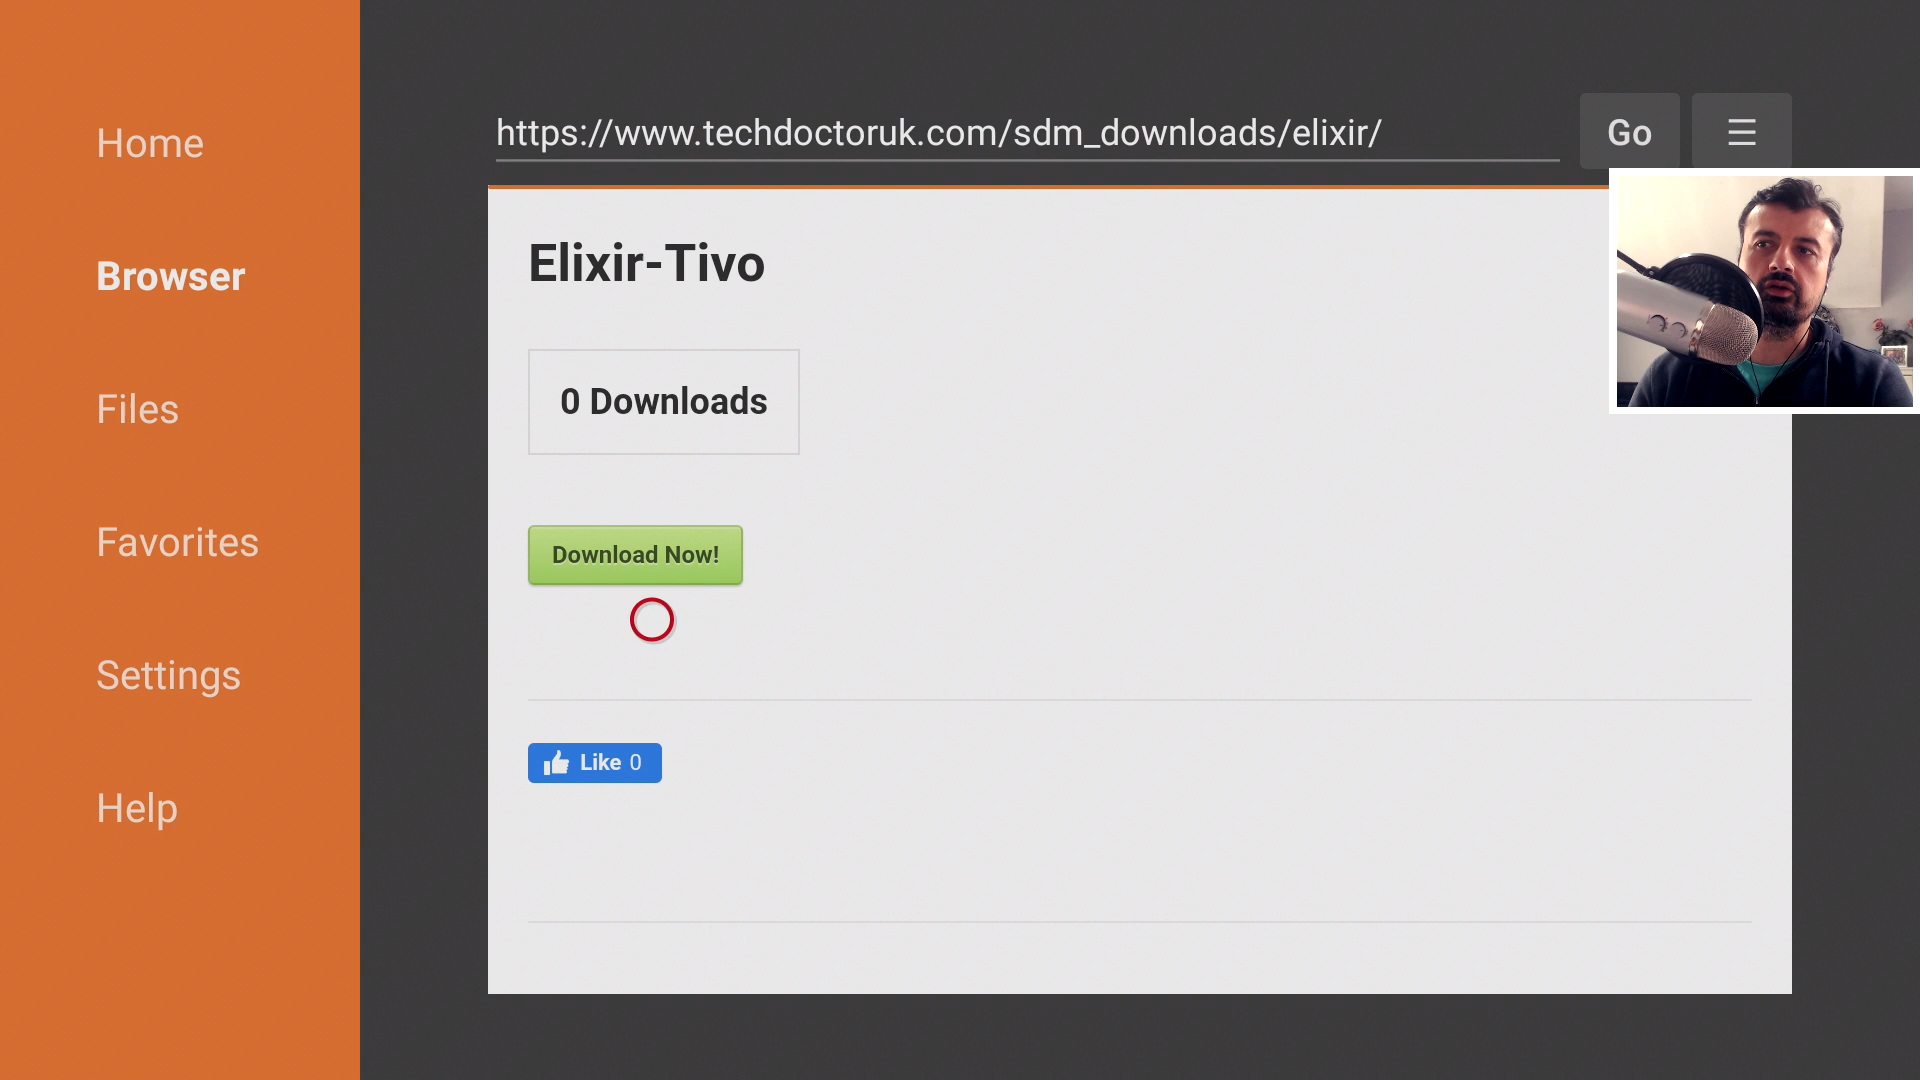 Home
Browser
Files
Favorites
Settings
Help
https://www.techdoctoruk.com/sdm_downloads/elixir/
Go
Elixir-Tivo
0 Downloads
Download Now!
Like 0